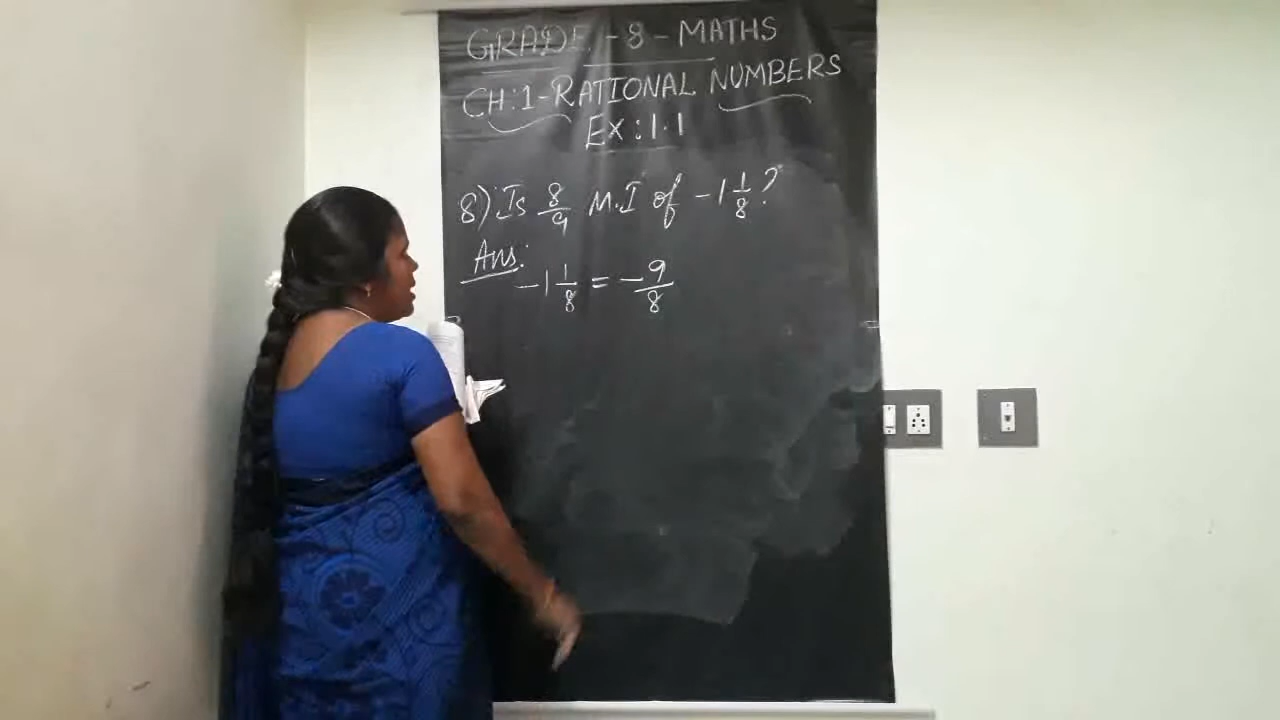 GRADE - 8 - MATHS
CH:1-RATIONAL NUMBERS
EX:1.1
8) Is 8/9 M.I of -1 1/8?
Ans:
-1 1/8 = -9/8